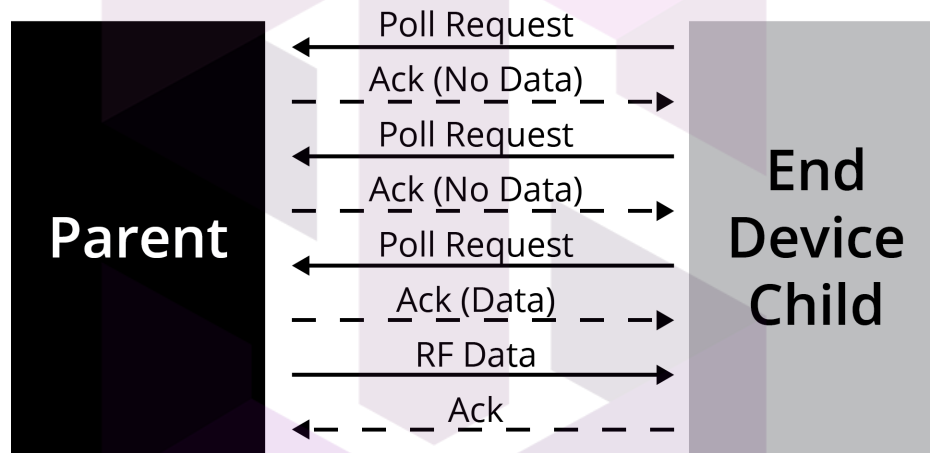 Poll Request
Ack (No Data)
Poll Request
Ack (No Data)
Poll Request
Ack (Data)
RF Data
Ack
Parent
End
Device
Child